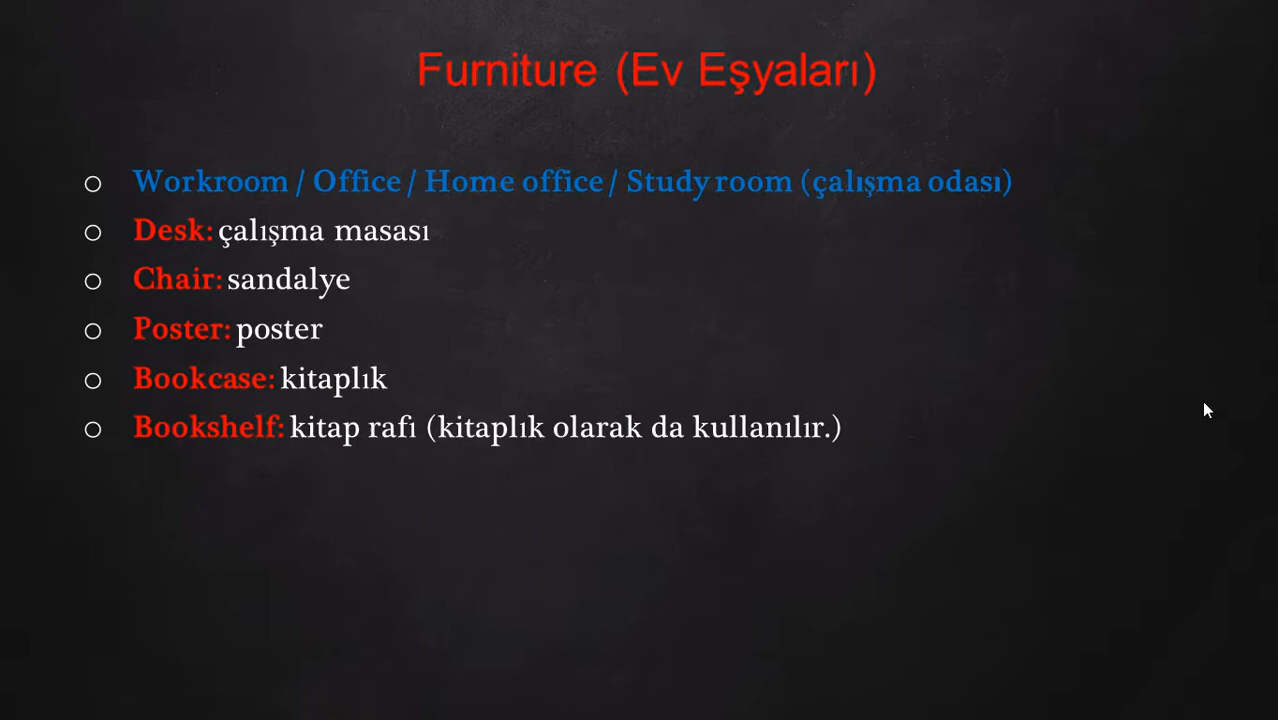 Furniture (Ev Eşyaları)
Workroom / Office / Home office / Study room (çalışma odası)
Desk: çalışma masası
Chair: sandalye
Poster: poster
Bookcase: kitaplık
Bookshelf: kitap rafı (kitaplık olarak da kullanılır.)